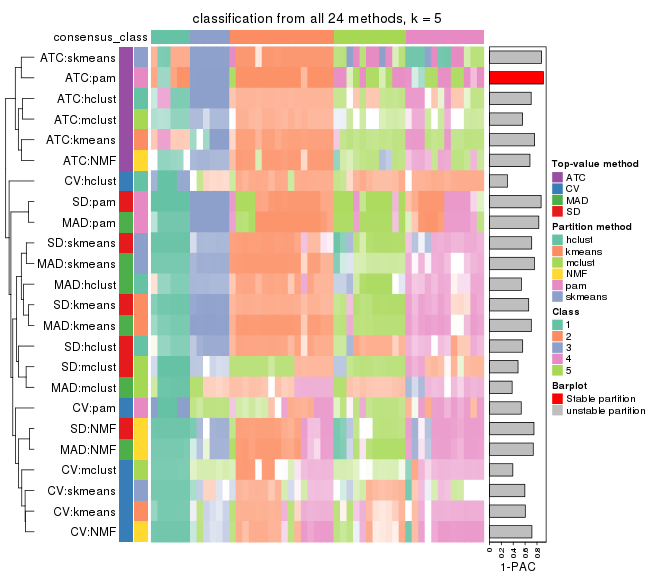 classification from all 24 methods, k = 5
consensus_class
ATC:skmeans
ATC:pam
ATC:hclust
ATC:mclust
ATC:kmeans
ATC:NMF
CV:hclust
SD:pam
MAD:pam
SD:skmeans
MAD:skmeans
MAD:hclust
SD:kmeans
MAD:kmeans
SD:hclust
SD:mclust
MAD:mclust
CV:pam
SD:NMF
MAD:NMF
CV:mclust
CV:skmeans
CV:kmeans
CV:NMF
0
0.2
0.4
0.6
0.8
1-PAC
Top-value method
ATC
CV
MAD
SD
Partition method
hclust
kmeans
mclust
NMF
pam
skmeans
Class
1
2
3
4
5
Barplot
Stable partition
unstable partition